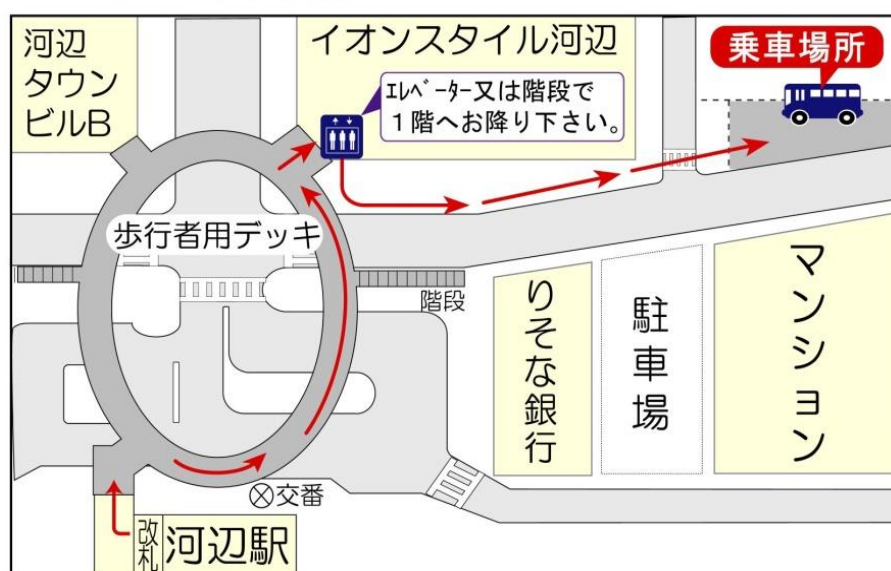 河辺
タウン
ビルB
イオンスタイル河辺
乗車場所
ｴﾚﾍﾞｰﾀｰ又は階段で
１階へお降り下さい。
歩行者用デッキ
階段
りそな銀行
駐車場
マンション
交番
改札
河辺駅